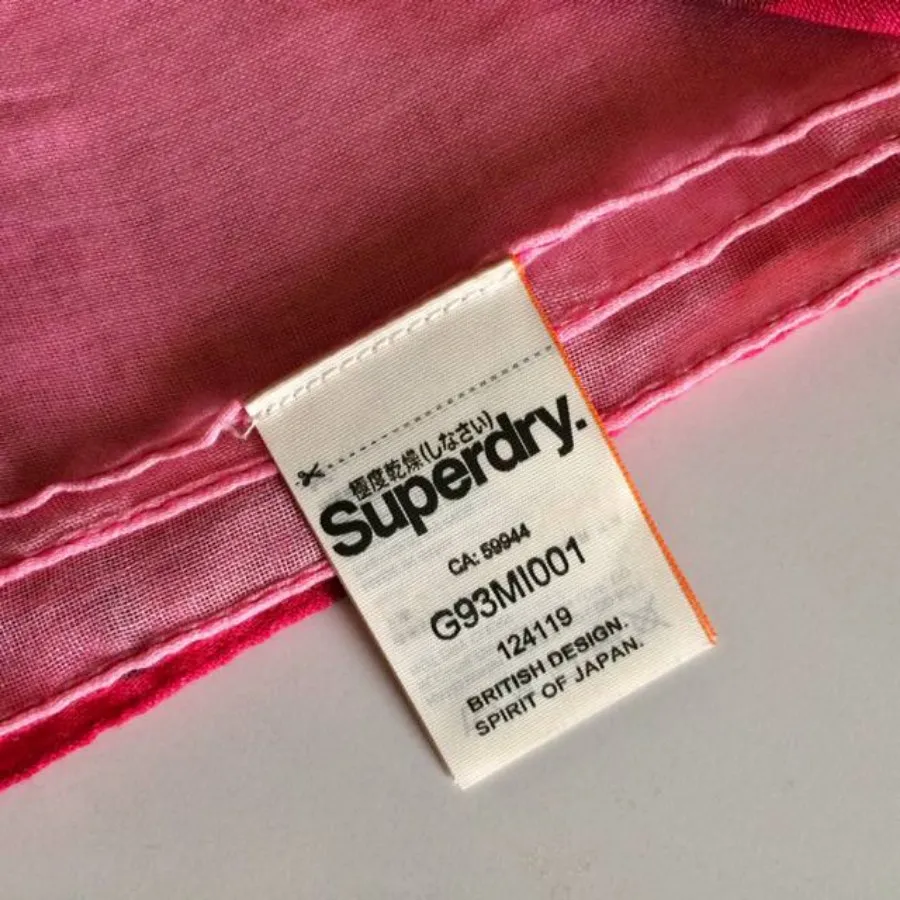 極度乾燥(しなさい)
Superdry.
CA: 59944
G93MI001
124119
BRITISH DESIGN.
SPIRIT OF JAPAN.